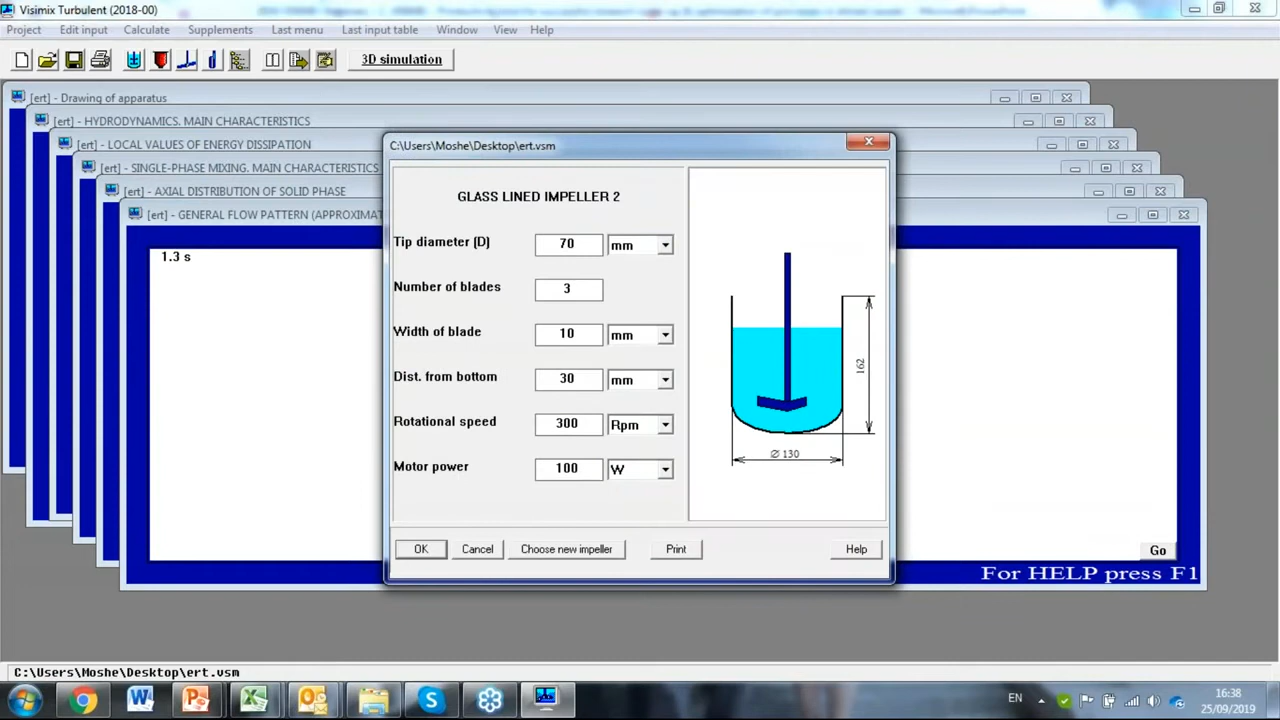 Visimix Turbulent (2018-00)
Project Edit input Calculate Supplements Last menu Last input table Window View Help
3D simulation
[ert] - Drawing of apparatus
[ert] - HYDRODYNAMICS. MAIN CHARACTERISTICS
[ert] - LOCAL VALUES OF ENERGY DISSIPATION
[ert] - SINGLE-PHASE MIXING. MAIN CHARACTERISTICS
[ert] - AXIAL DISTRIBUTION OF SOLID PHASE
[ert] - GENERAL FLOW PATTERN (APPROXIMAT
1.3 s
C:\Users\Moshe\Desktop\ert.vsm
GLASS LINED IMPELLER 2
Tip diameter (D) 70 mm
Number of blades 3
Width of blade 10 mm
Dist. from bottom 30 mm
Rotational speed 300 Rpm
Motor power 100 W
162
Ø 130
OK Cancel Choose new impeller Print Help
Go
For HELP press F1
C:\Users\Moshe\Desktop\ert.vsm
EN
16:38
25/09/2019